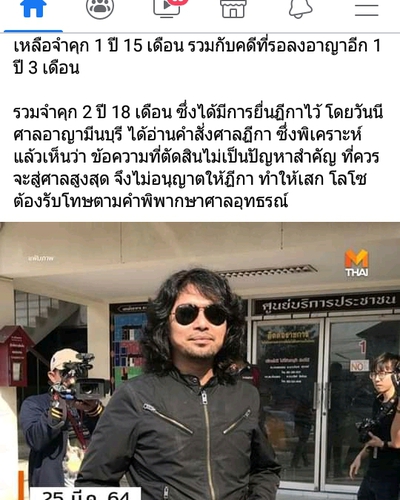 เหลือจำคุก 1 ปี 15 เดือน รวมกับคดีที่รอลงอาญาอีก 1
ปี 3 เดือน
รวมจำคุก 2 ปี 18 เดือน ซึ่งได้มีการยื่นฎีกาไว้ โดยวันนี้
ศาลอาญามีนบุรี ได้อ่านคำสั่งศาลฎีกา ซึ่งพิเคราะห์
แล้วเห็นว่า ข้อความที่ตัดสินไม่เป็นปัญหาสำคัญ ที่ควร
จะสู่ศาลสูงสุด จึงไม่อนุญาตให้ฎีกา ทำให้เสก โลโซ
ต้องรับโทษตามคำพิพากษาศาลอุทธรณ์
แฟ้มภาพ
M
THAI
ศูนย์บริการประชาชน
1
NO
25 มี.ค. 64